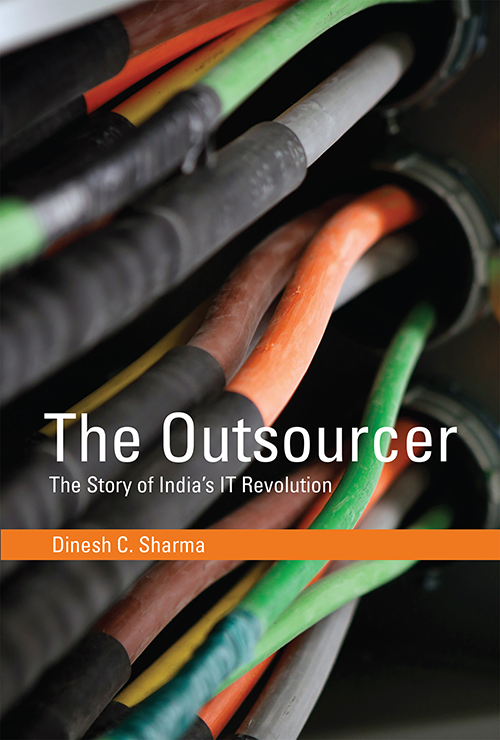 The Outsourcer
The Story of India's IT Revolution
Dinesh C. Sharma